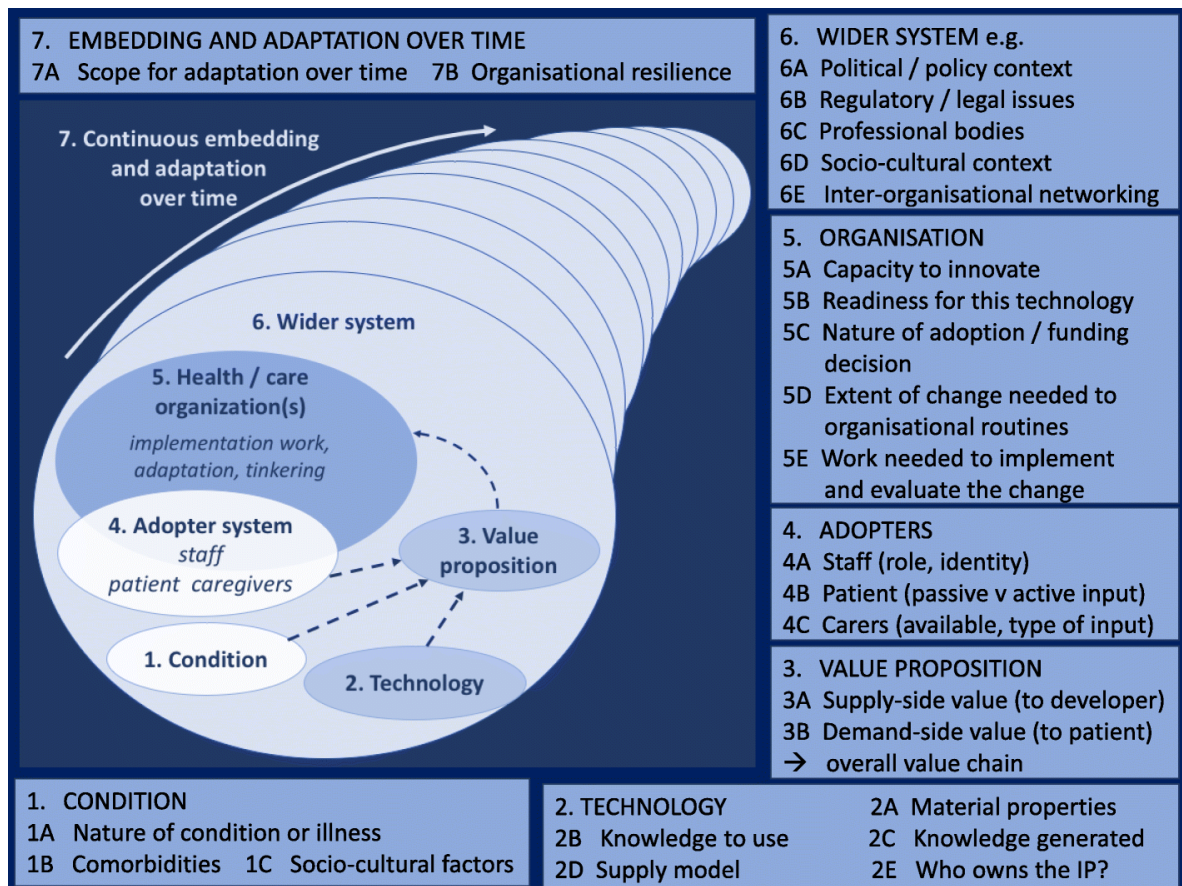 7. EMBEDDING AND ADAPTATION OVER TIME
7A Scope for adaptation over time 7B Organisational resilience
7. Continuous embedding
and adaptation
over time
6. Wider system
5. Health / care
organization(s)
implementation work,
adaptation, tinkering
4. Adopter system
staff
patient caregivers
3. Value
proposition
1. Condition
2. Technology
6. WIDER SYSTEM e.g.
6A Political / policy context
6B Regulatory / legal issues
6C Professional bodies
6D Socio-cultural context
6E Inter-organisational networking
5. ORGANISATION
5A Capacity to innovate
5B Readiness for this technology
5C Nature of adoption / funding
decision
5D Extent of change needed to
organisational routines
5E Work needed to implement
and evaluate the change
4. ADOPTERS
4A Staff (role, identity)
4B Patient (passive v active input)
4C Carers (available, type of input)
3. VALUE PROPOSITION
3A Supply-side value (to developer)
3B Demand-side value (to patient)
→ overall value chain
1. CONDITION
1A Nature of condition or illness
1B Comorbidities 1C Socio-cultural factors
2. TECHNOLOGY 2A Material properties
2B Knowledge to use 2C Knowledge generated
2D Supply model 2E Who owns the IP?